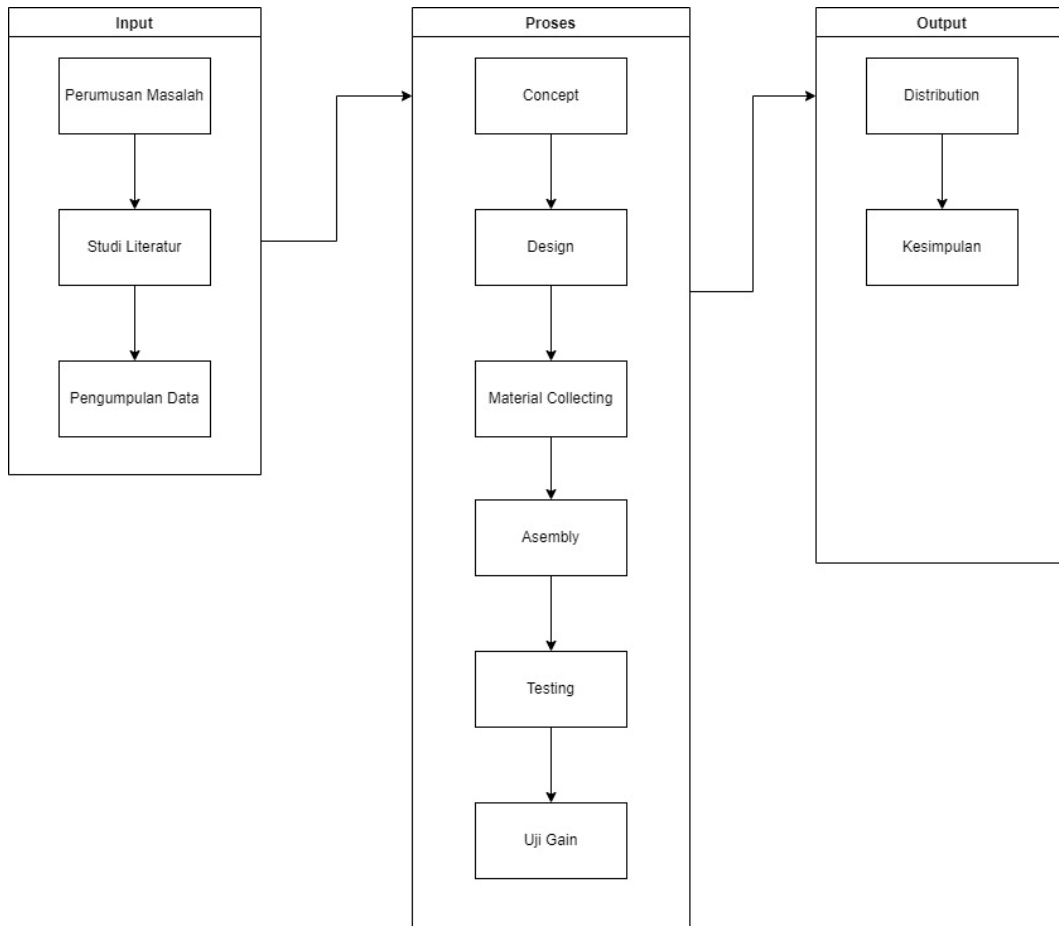 Input
Perumusan Masalah
Studi Literatur
Pengumpulan Data
Proses
Concept
Design
Material Collecting
Asembly
Testing
Uji Gain
Output
Distribution
Kesimpulan